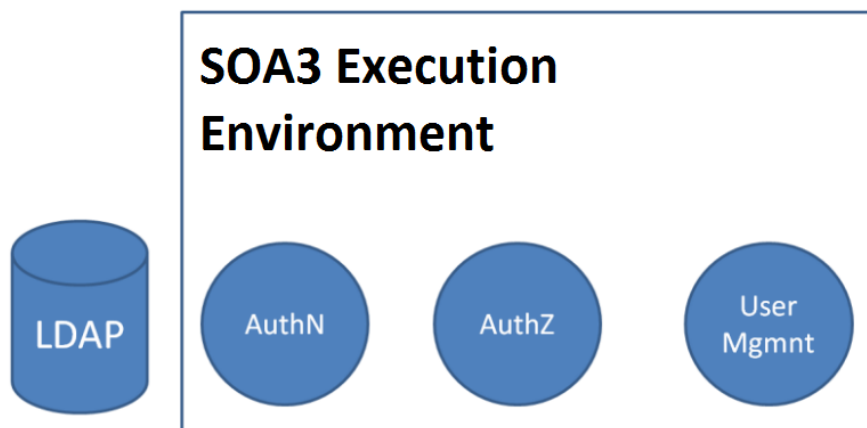 SOA3 Execution
Environment
LDAP
AuthN
AuthZ
User
Mgmnt